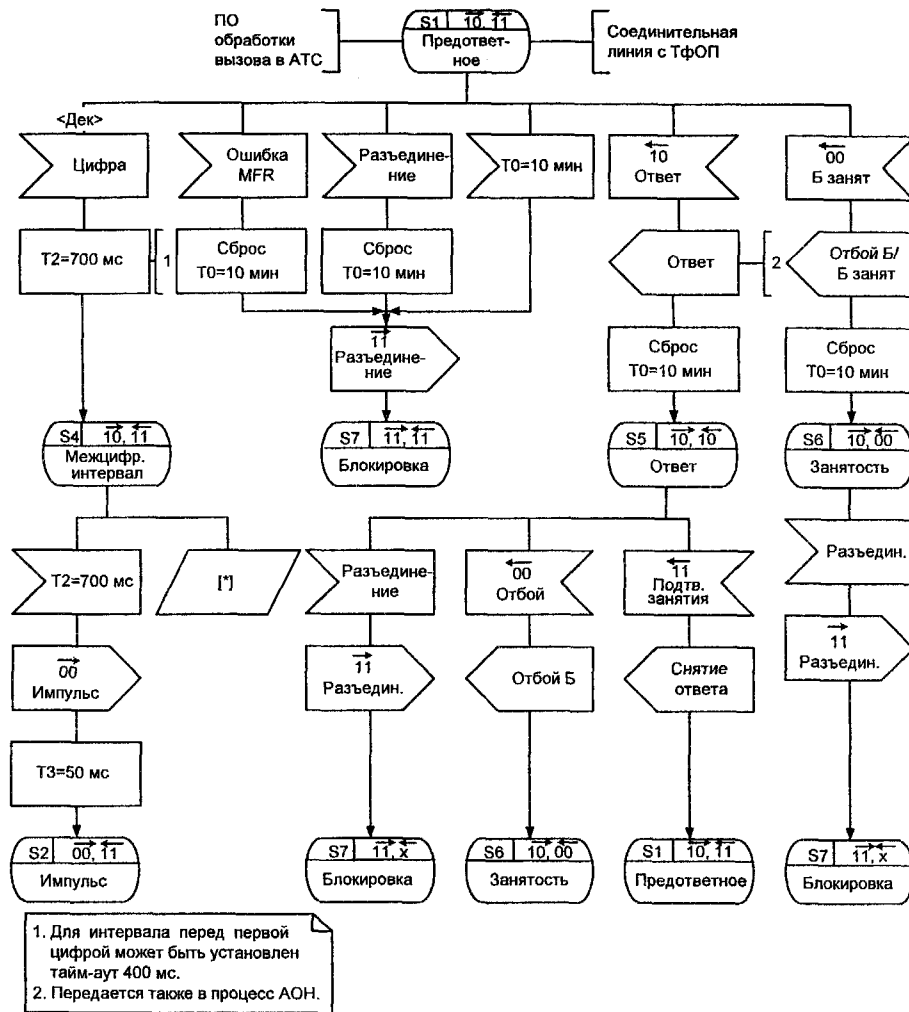 ПО
обработки
вызова в АТС
S1 10, 11
Предответ-
ное
Соединительная
линия с ТфОП
<Дек>
Цифра
Ошибка
MFR
Разъедине-
ние
T0=10 мин
10
Ответ
00
Б занят
T2=700 мс
1
Сброс
T0=10 мин
Сброс
T0=10 мин
Ответ
2
Отбой Б/
Б занят
11
Разъедине-
ние
Сброс
T0=10 мин
Сброс
T0=10 мин
S4 10, 11
Межцифр.
интервал
S7 11, 11
Блокировка
S5 10, 10
Ответ
S6 10, 00
Занятость
T2=700 мс
[*]
Разъедине-
ние
00
Отбой
11
Подтв.
занятия
Разъедин.
00
Импульс
11
Разъедин.
Отбой Б
Снятие
ответа
11
Разъедин.
T3=50 мс
S2 00, 11
Импульс
S7 11, x
Блокировка
S6 10, 00
Занятость
S1 10, 11
Предответное
S7 11, x
Блокировка
1. Для интервала перед первой
цифрой может быть установлен
тайм-аут 400 мс.
2. Передается также в процесс АОН.